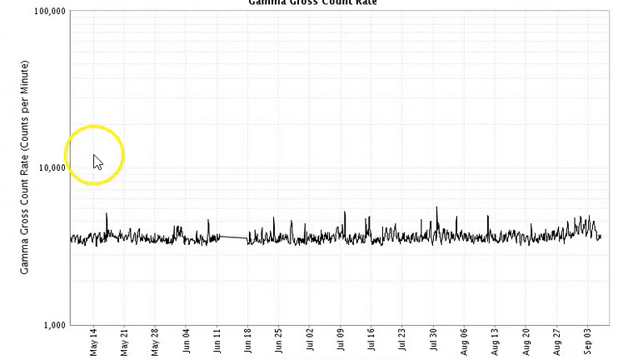 Gamma Gross Count Rate
Gamma Gross Count Rate (Counts per Minute)
100,000
10,000
1,000
May 14
May 21
May 28
Jun 04
Jun 11
Jun 18
Jun 25
Jul 02
Jul 09
Jul 16
Jul 23
Jul 30
Aug 06
Aug 13
Aug 20
Aug 27
Sep 03